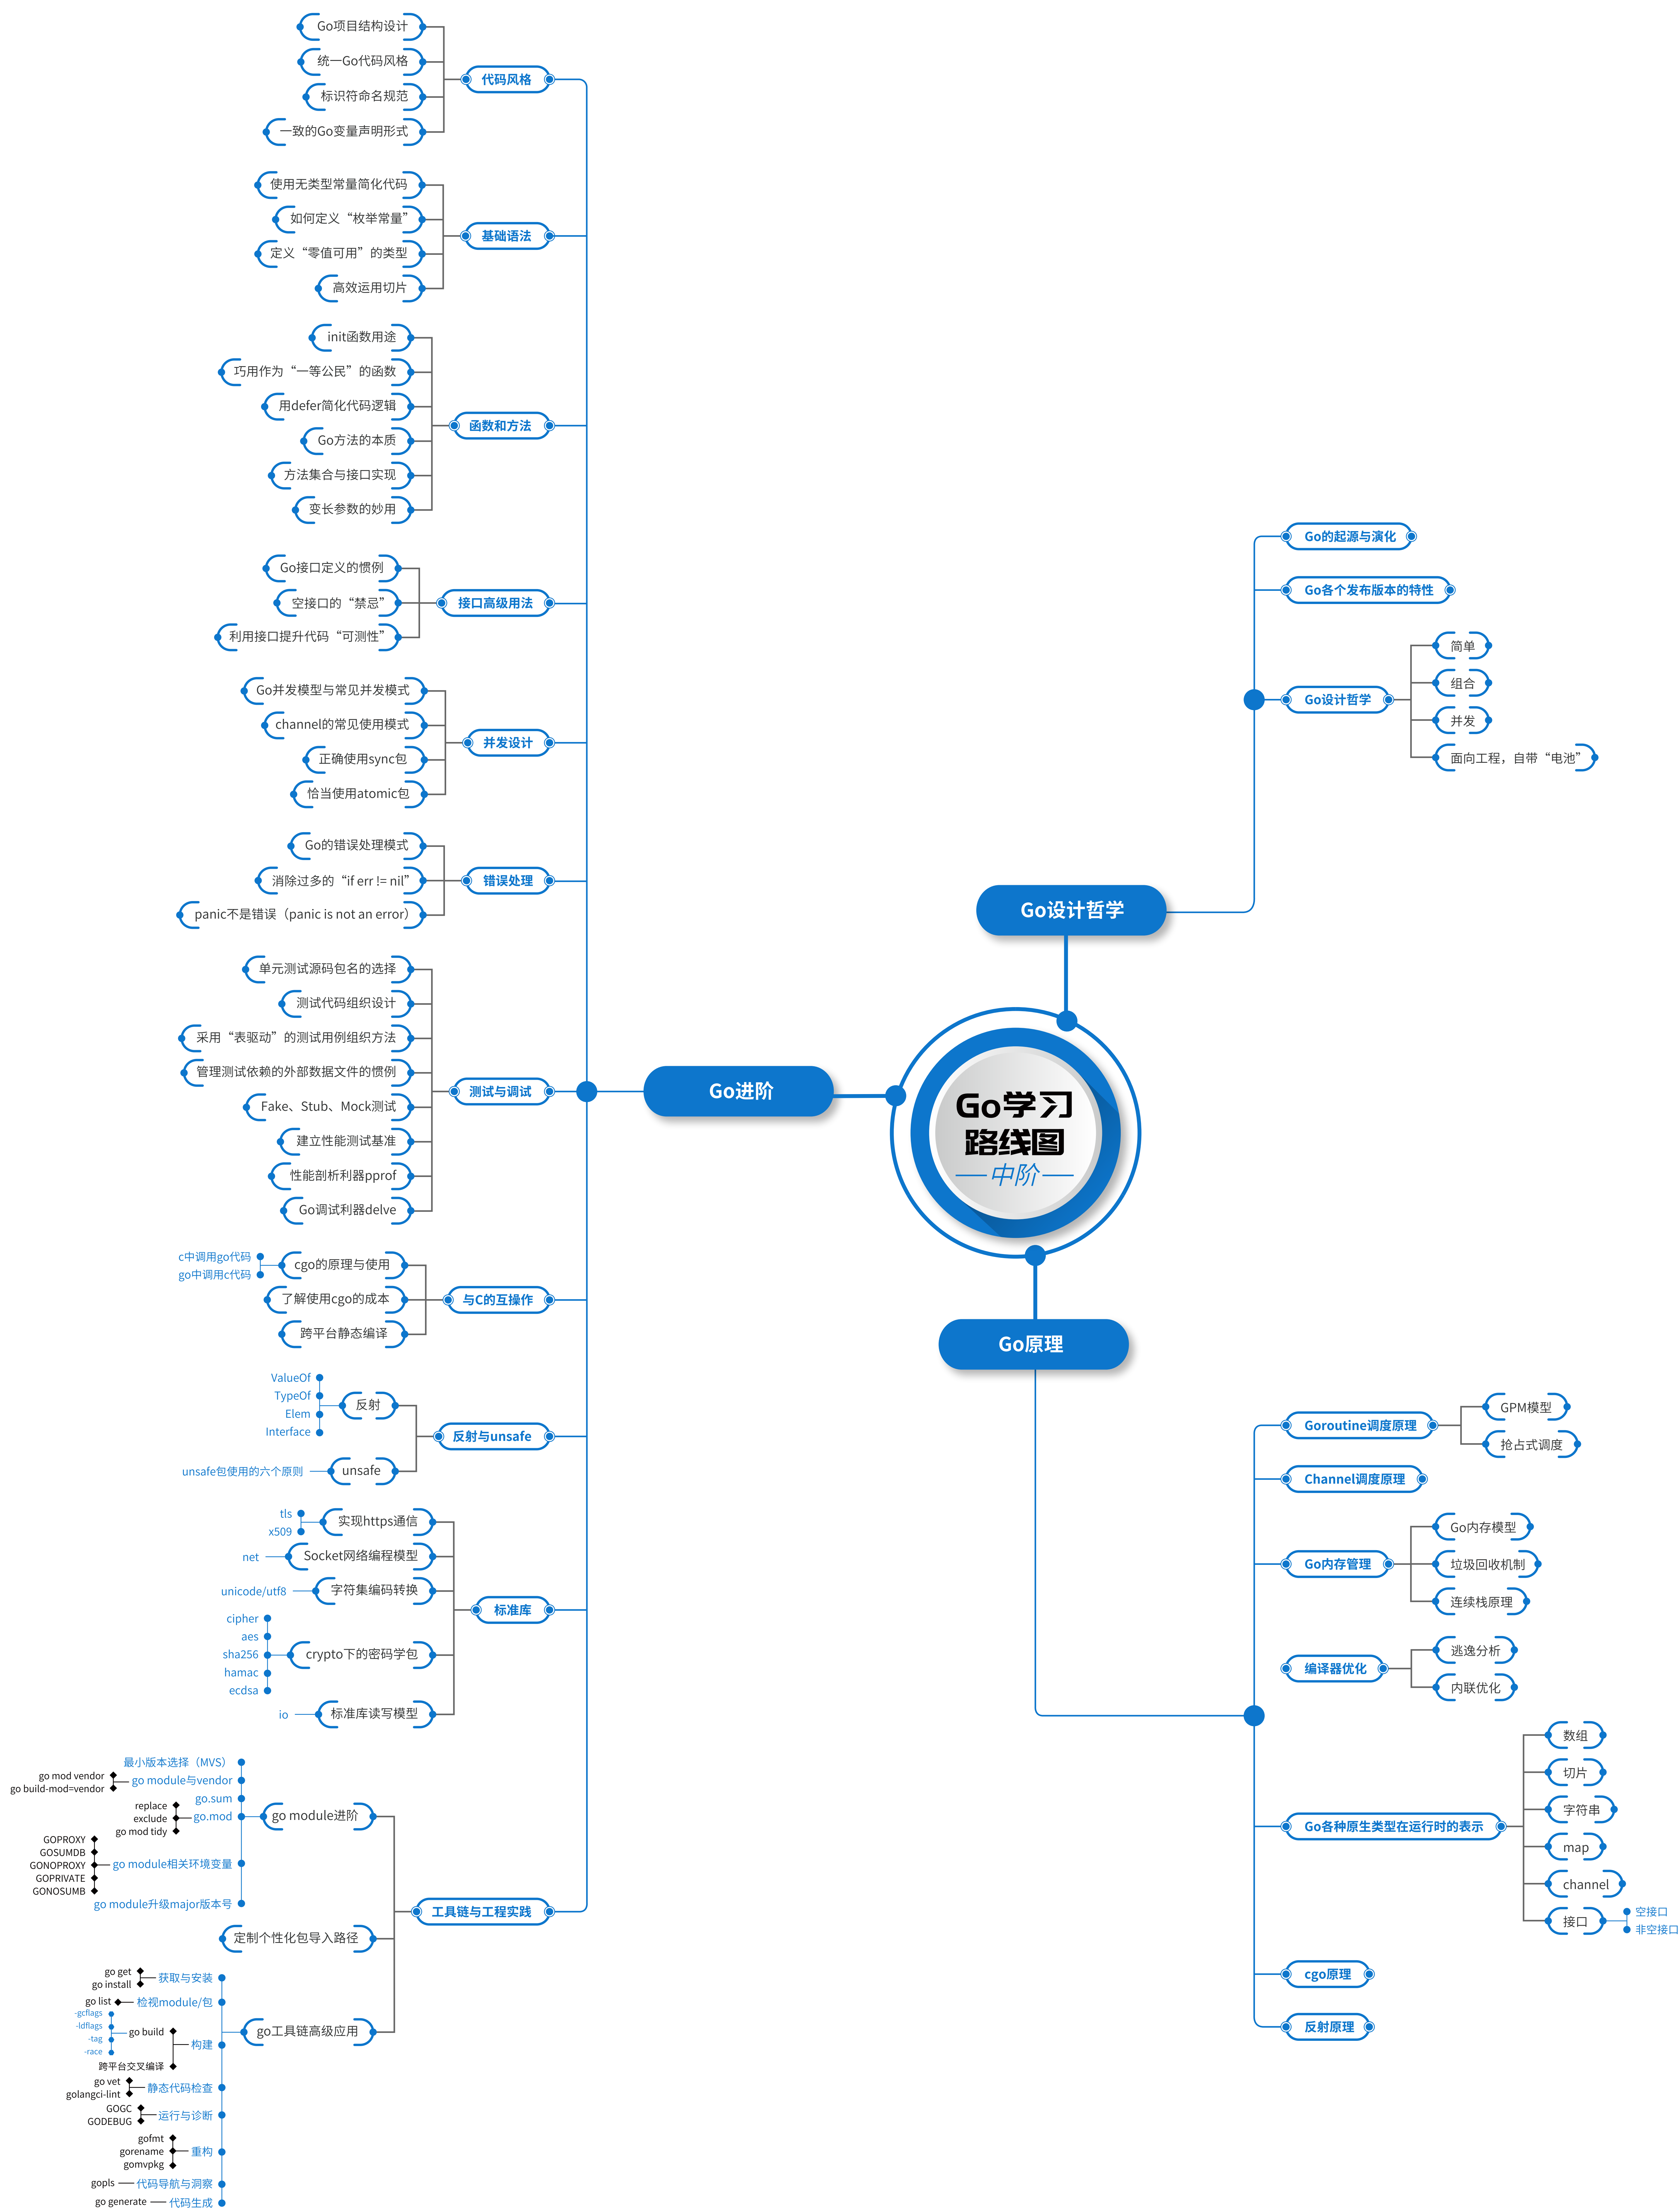 Go学习
路线图
中阶
Go设计哲学
Go的起源与演化
Go各个发布版本的特性
Go设计哲学
简单
组合
并发
面向工程，自带“电池”
Go进阶
代码风格
Go项目结构设计
统一Go代码风格
标识符命名规范
一致的Go变量声明形式
基础语法
使用无类型常量简化代码
如何定义“枚举常量”
定义“零值可用”的类型
高效运用切片
函数和方法
init函数用途
巧用作为“一等公民”的函数
用defer简化代码逻辑
Go方法的本质
方法集合与接口实现
变长参数的妙用
接口高级用法
Go接口定义的惯例
空接口的“禁忌”
利用接口提升代码“可测性”
并发设计
Go并发模型与常见并发模式
channel的常见使用模式
正确使用sync包
恰当使用atomic包
错误处理
Go的错误处理模式
消除过多的“if err != nil”
panic不是错误（panic is not an error）
测试与调试
单元测试源码包名的选择
测试代码组织设计
采用“表驱动”的测试用例组织方法
管理测试依赖的外部数据文件的惯例
Fake、Stub、Mock测试
建立性能测试基准
性能剖析利器pprof
Go调试利器delve
与C的互操作
cgo的原理与使用
c中调用go代码
go中调用c代码
了解使用cgo的成本
跨平台静态编译
反射与unsafe
反射
ValueOf
TypeOf
Elem
Interface
unsafe
unsafe包使用的六个原则
标准库
实现https通信
tls
x509
Socket网络编程模型
net
字符集编码转换
unicode/utf8
crypto下的密码学包
cipher
aes
sha256
hamac
ecdsa
标准库读写模型
io
工具链与工程实践
go module进阶
最小版本选择（MVS）
go module与vendor
go mod vendor
go build-mod=vendor
go.sum
go.mod
replace
exclude
go mod tidy
go module相关环境变量
GOPROXY
GOSUMDB
GONOPROXY
GOPRIVATE
GONOSUMB
go module升级major版本号
定制个性化包导入路径
go工具链高级应用
获取与安装
go get
go install
检视module/包
go list
构建
go build
-gcflags
-ldflags
-tag
-race
跨平台交叉编译
静态代码检查
go vet
golangci-lint
运行与诊断
GOGC
GODEBUG
重构
gofmt
gorename
gomvpkg
代码导航与洞察
gopls
代码生成
go generate
Go原理
Goroutine调度原理
GPM模型
抢占式调度
Channel调度原理
Go内存管理
Go内存模型
垃圾回收机制
连续栈原理
编译器优化
逃逸分析
内联优化
Go各种原生类型在运行时的表示
数组
切片
字符串
map
channel
接口
空接口
非空接口
cgo原理
反射原理